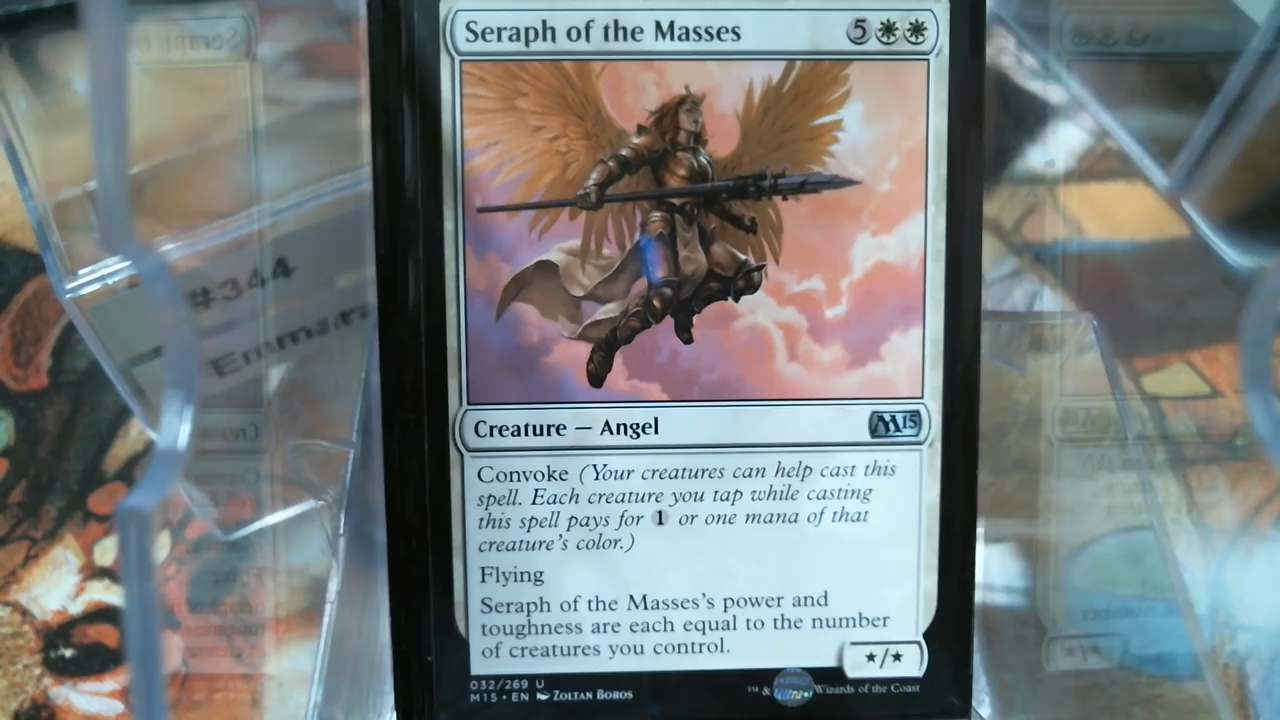 Seraph of the Masses 5
#344
Creature — Angel M15
Convoke (Your creatures can help cast this
spell. Each creature you tap while casting
this spell pays for 1 or one mana of that
creature's color.)
Flying
Seraph of the Masses's power and
toughness are each equal to the number
of creatures you control.
★/★
032/269 U
M15 • EN ZOLTAN BOROS
™ & Wizards of the Coast